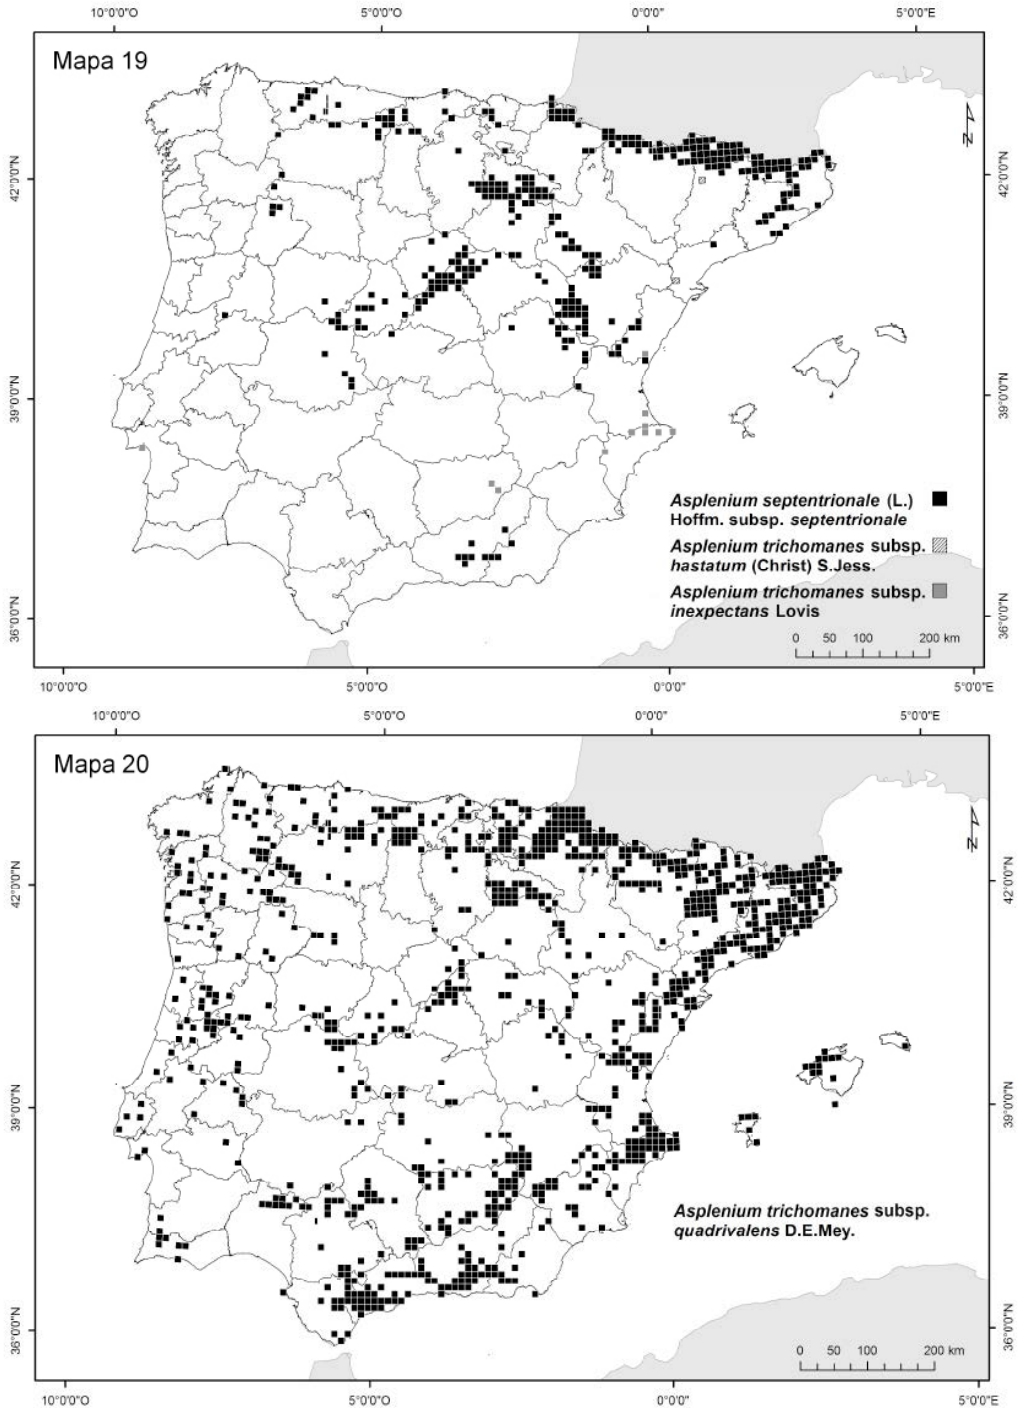 10°0'0"O 5°0'0"O 0°0'0" 5°0'0"E
Mapa 19
N
42°0'0"N 42°0'0"N
39°0'0"N 39°0'0"N
36°0'0"N 36°0'0"N
Asplenium septentrionale (L.)
Hoffm. subsp. septentrionale
Asplenium trichomanes subsp.
hastatum (Christ) S.Jess.
Asplenium trichomanes subsp.
inexpectans Lovis
0 50 100 200 km
10°0'0"O 5°0'0"O 0°0'0"E 5°0'0"E
10°0'0"O 5°0'0"O 0°0'0"E 5°0'0"E
Mapa 20
N
42°0'0"N 42°0'0"N
39°0'0"N 39°0'0"N
36°0'0"N 36°0'0"N
Asplenium trichomanes subsp.
quadrivalens D.E.Mey.
0 50 100 200 km
10°0'0"O 5°0'0"O 0°0'0"E 5°0'0"E